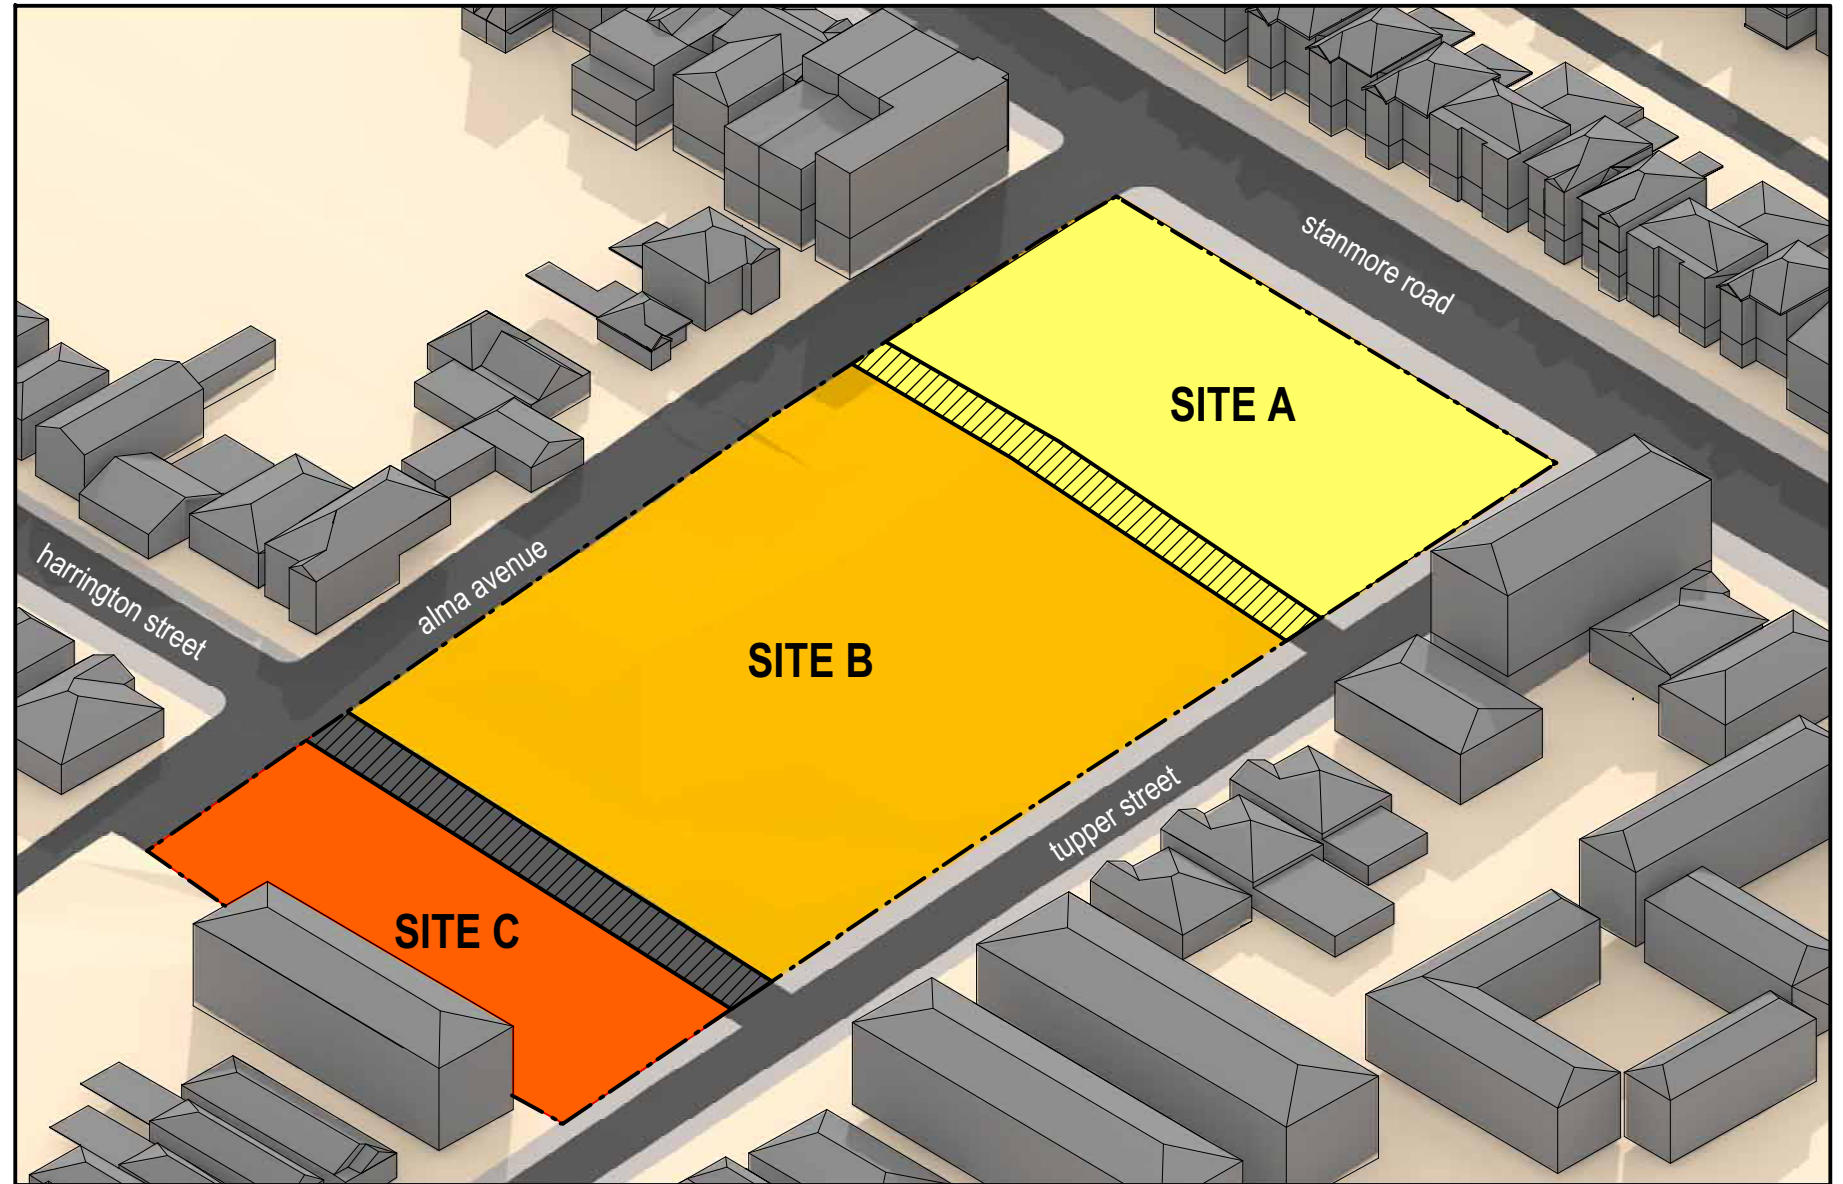 stanmore road
SITE A
harrington street
alma avenue
SITE B
tupper street
SITE C